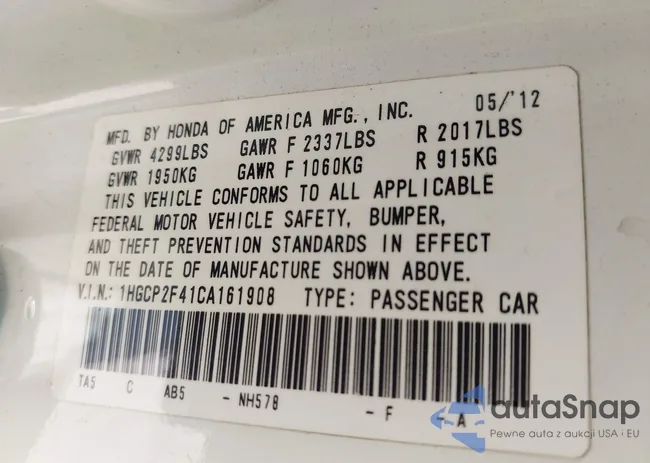 MFD. BY HONDA OF AMERICA MFG., INC. 05/'12
GVWR 4299LBS GAWR F 2337LBS R 2017LBS
GVWR 1950KG GAWR F 1060KG R 915KG
THIS VEHICLE CONFORMS TO ALL APPLICABLE
FEDERAL MOTOR VEHICLE SAFETY, BUMPER,
AND THEFT PREVENTION STANDARDS IN EFFECT
ON THE DATE OF MANUFACTURE SHOWN ABOVE.
V.I.N.: 1HGCP2F41CA161908 TYPE: PASSENGER CAR
TA5 C AB5 - NH578 - F - A
autaSnap
Pewne auta z aukcji USA i EU